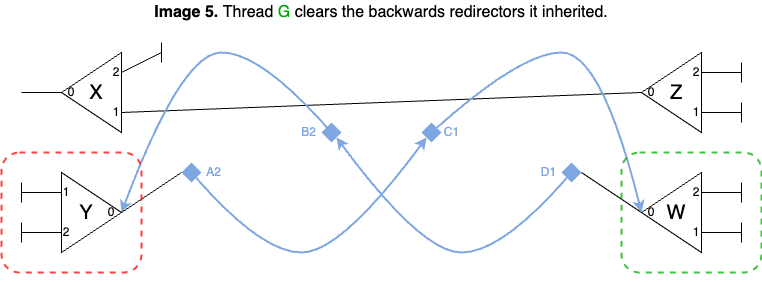 Image 5. Thread G clears the backwards redirectors it inherited.
2
0 X
1
2
0 Z
1
B2
C1
A2
D1
1
Y 0
2
2
0 W
1